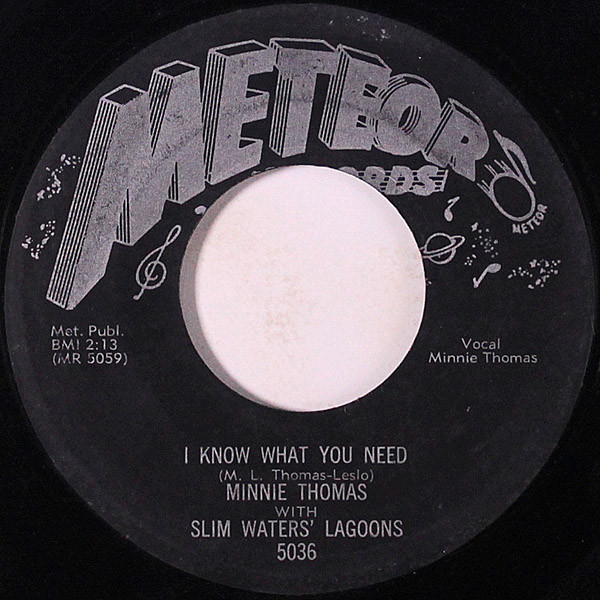 METEOR
RECORDS
METEOR
Met. Publ.
BMI 2:13
(MR 5059)
Vocal
Minnie Thomas
I KNOW WHAT YOU NEED
(M. L. Thomas-Leslo)
MINNIE THOMAS
WITH
SLIM WATERS' LAGOONS
5036